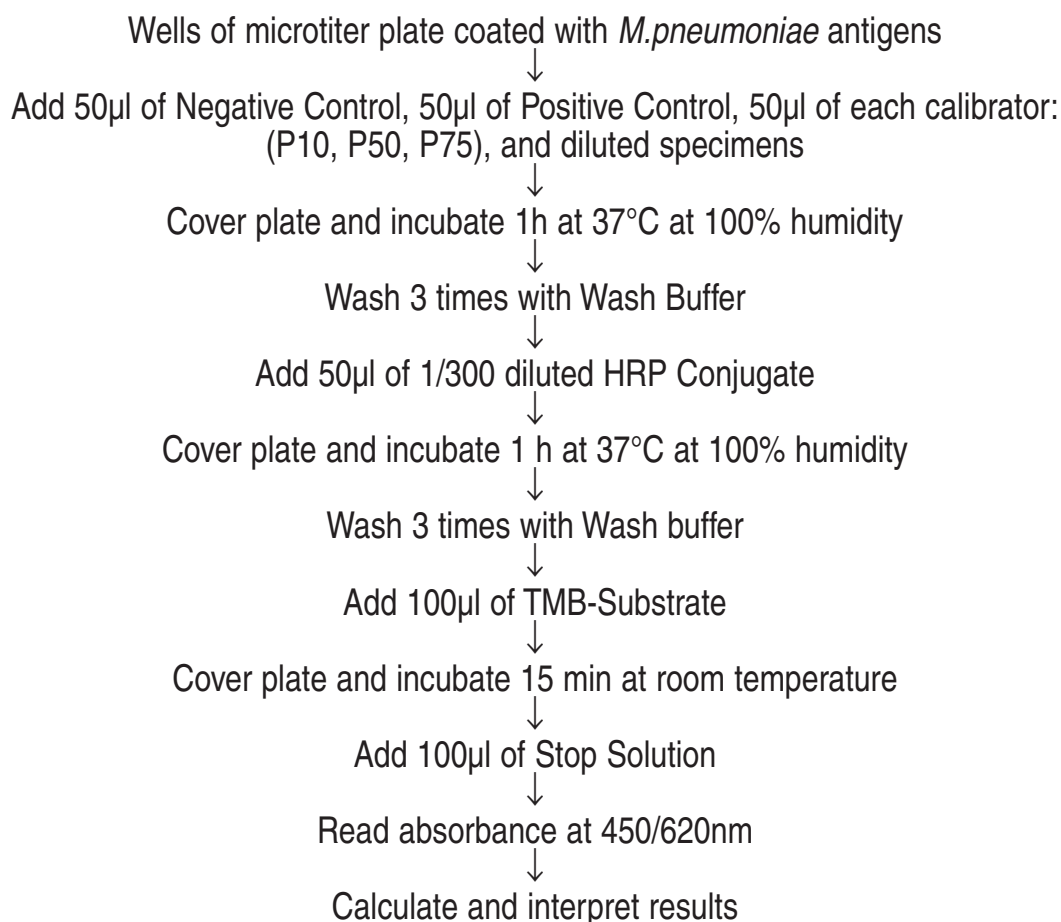 Wells of microtiter plate coated with M.pneumoniae antigens
↓
Add 50µl of Negative Control, 50µl of Positive Control, 50µl of each calibrator:
(P10, P50, P75), and diluted specimens
↓
Cover plate and incubate 1h at 37°C at 100% humidity
↓
Wash 3 times with Wash Buffer
↓
Add 50µl of 1/300 diluted HRP Conjugate
↓
Cover plate and incubate 1 h at 37°C at 100% humidity
↓
Wash 3 times with Wash buffer
↓
Add 100µl of TMB-Substrate
↓
Cover plate and incubate 15 min at room temperature
↓
Add 100µl of Stop Solution
↓
Read absorbance at 450/620nm
↓
Calculate and interpret results